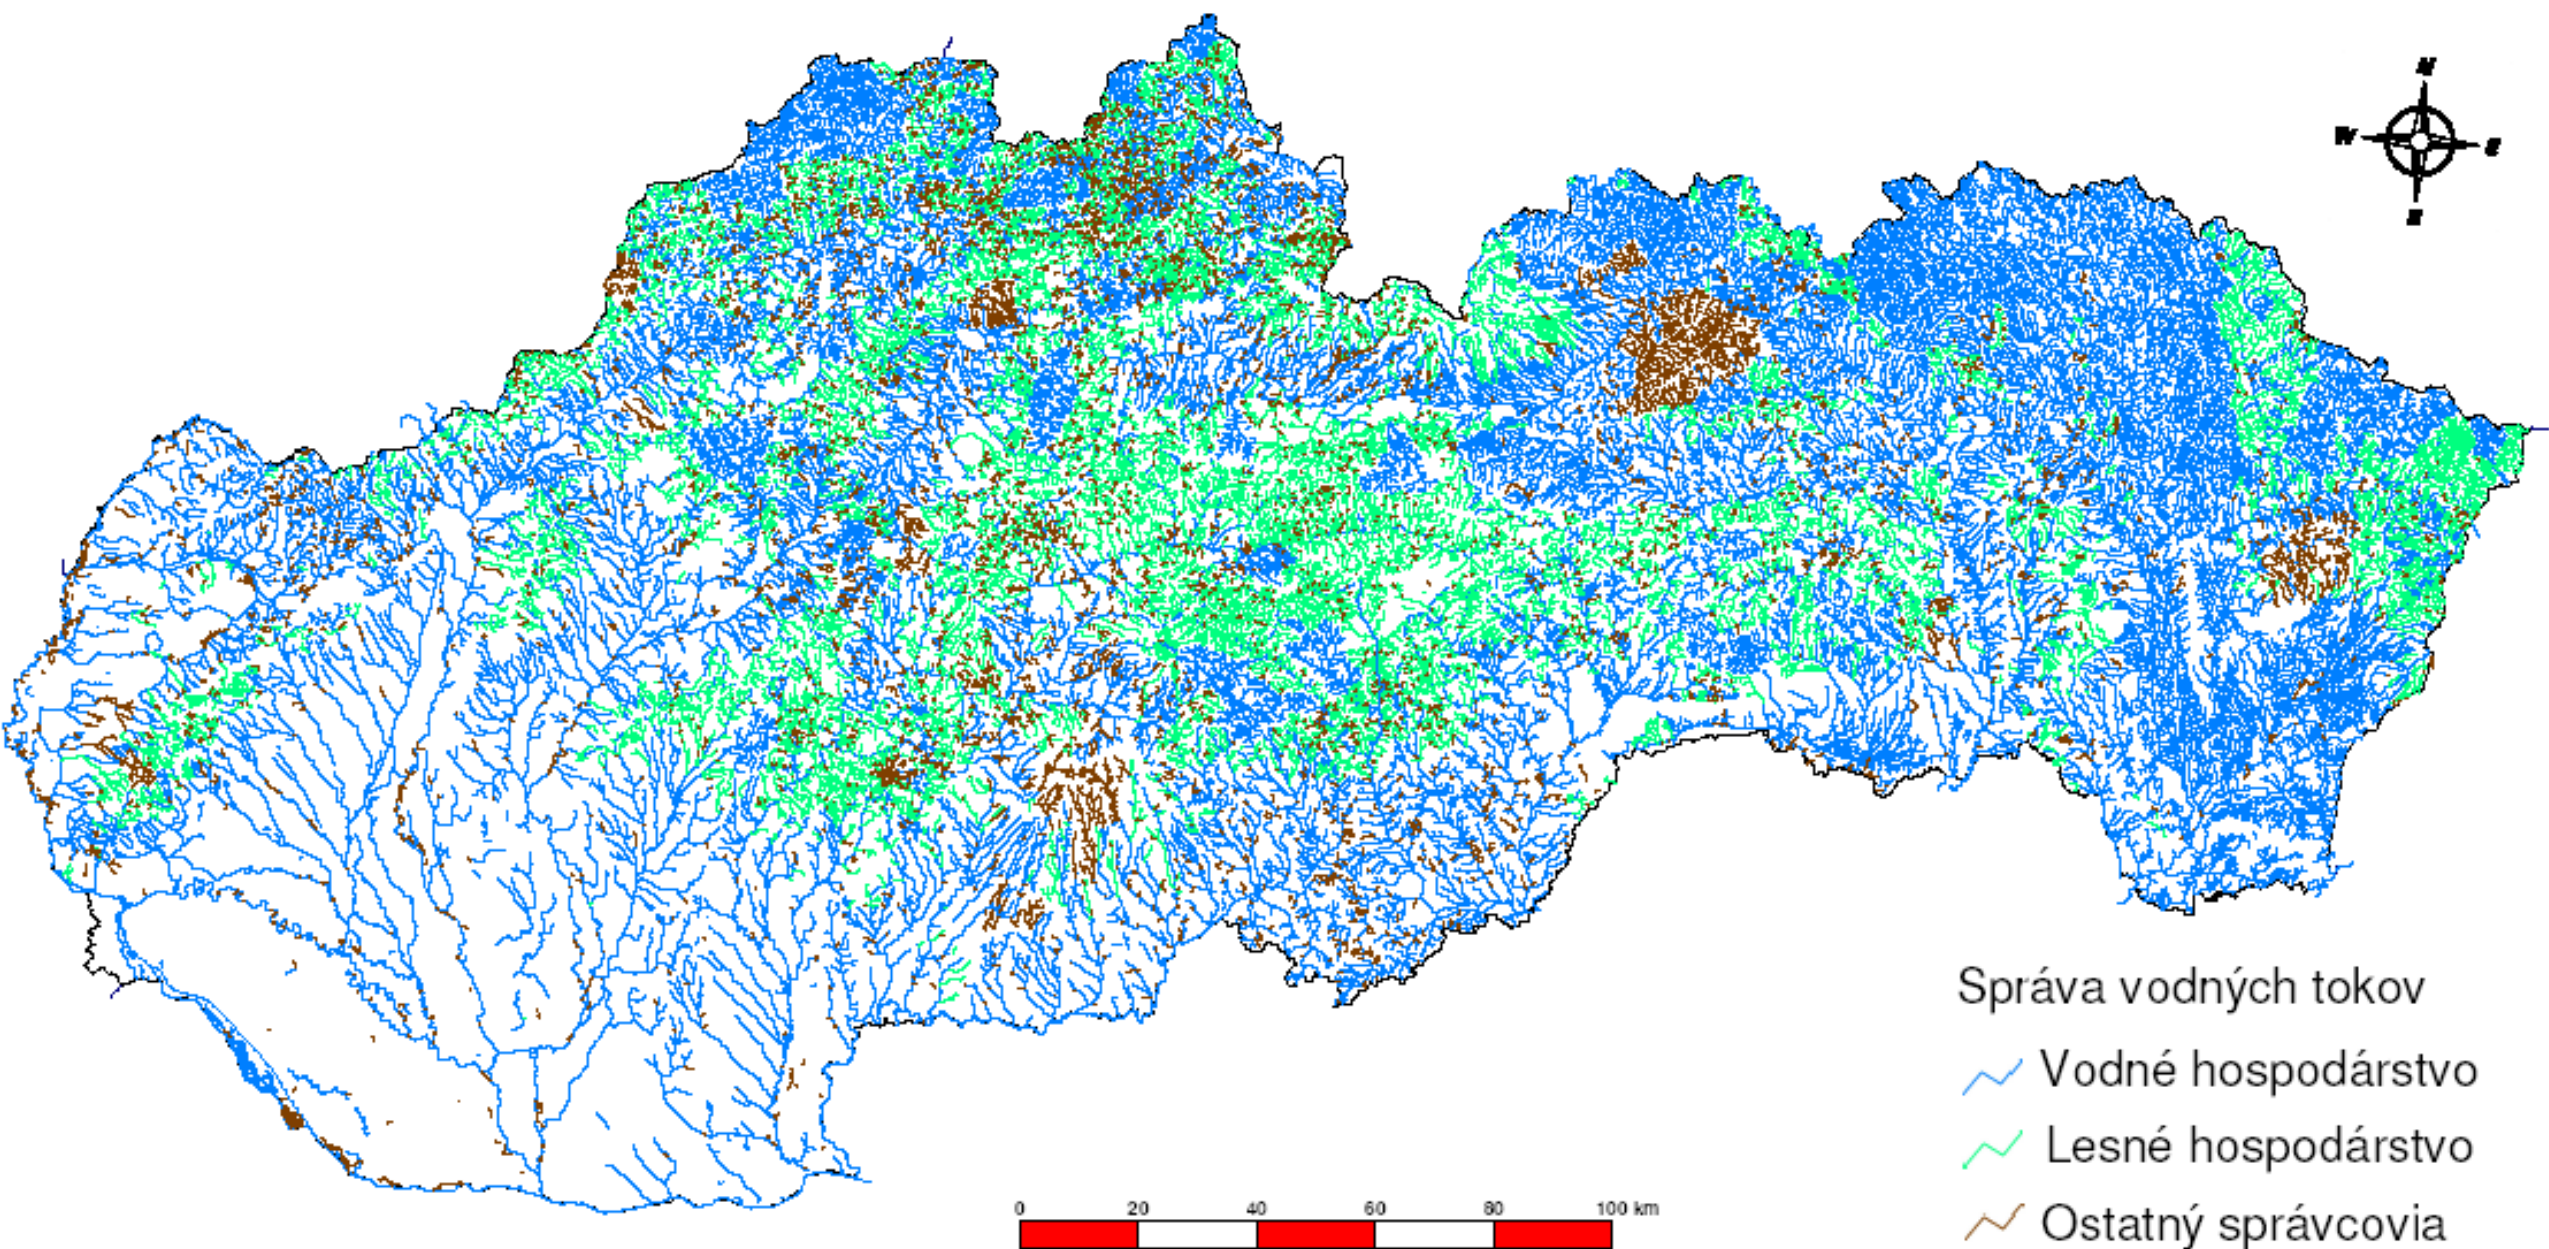 N
W E
S
Správa vodných tokov
Vodné hospodárstvo
Lesné hospodárstvo
Ostatný správcovia
0 20 40 60 80 100 km